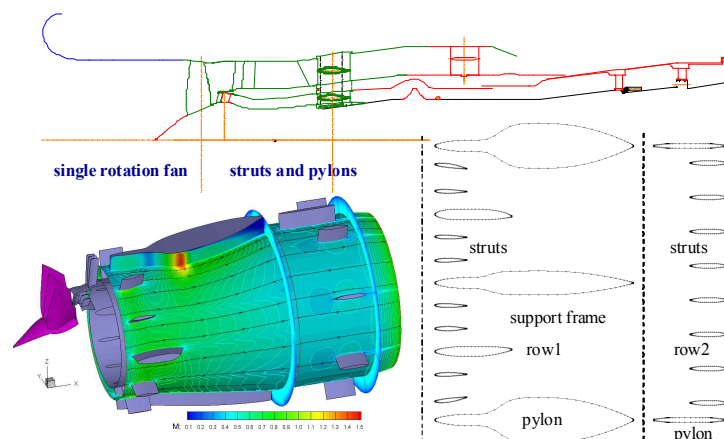 single rotation fan
struts and pylons
struts
struts
support frame
row1
row2
pylon
pylon
Z
Y
X
M: 0.1 0.2 0.3 0.4 0.5 0.6 0.7 0.8 0.9 1 1.1 1.2 1.3 1.4 1.5